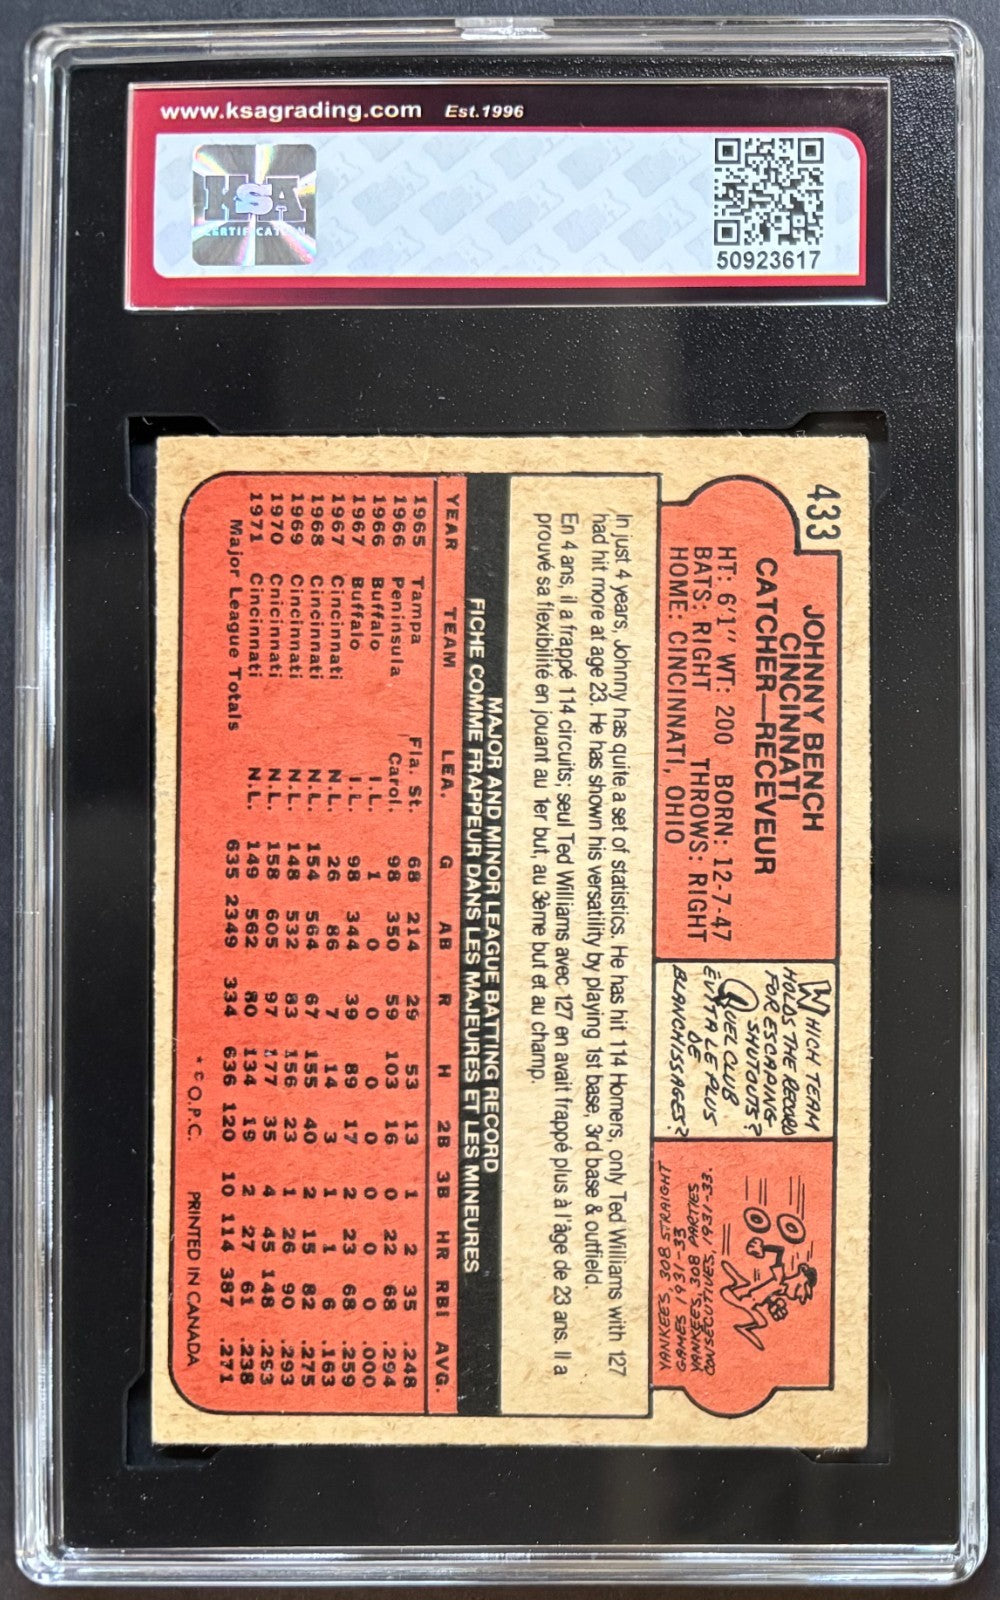 www.ksagrading.com Est.1996
KSA
CERTIFICATION
50923617
433
JOHNNY BENCH
CINCINNATI
CATCHER—RECEVEUR
HT: 6'1" WT: 200 BORN: 12-7-47
BATS: RIGHT THROWS: RIGHT
HOME: CINCINNATI, OHIO
WHICH TEAM
HOLDS THE RECORD
FOR ESCAPING
SHUTOUTS?
QUEL CLUB
ÉVITA LE PLUS
DE
BLANCHISSAGES?
YANKEES 308 STRAIGHT
GAMES 1931-33
YANKEES, 308 PARTIES
CONSECUTIVES, 1931-33.
In just 4 years, Johnny has quite a set of statistics. He has hit 114 Homers, only Ted Williams with 127
had hit more at age 23. He has shown his versatility by playing 1st base, 3rd base & outfield.
En 4 ans, il a frappé 114 circuits; seul Ted Williams avec 127 en avait frappé plus à l'âge de 23 ans. Il a
prouvé sa flexibilité en jouant au 1er but, au 3ème but et au champ.
MAJOR AND MINOR LEAGUE BATTING RECORD
FICHE COMME FRAPPEUR DANS LES MAJEURES ET LES MINEURES
YEAR TEAM LEA. G AB R H 2B 3B HR RBI AVG.
1965 Tampa Fla. St. 68 214 25 53 13 1 2 35 .248
1966 Peninsula Carol. 98 350 59 103 16 0 22 68 .294
1966 Buffalo I.L. 1 0 0 0 0 0 0 0 .000
1967 Buffalo I.L. 98 344 39 89 17 2 23 68 .259
1967 Cincinnati N.L. 26 86 7 14 3 1 1 6 .163
1968 Cincinnati N.L. 154 564 67 155 40 2 15 82 .275
1969 Cincinnati N.L. 148 532 83 156 23 1 26 90 .293
1970 Cnicinnati N.L. 158 605 97 177 35 4 45 148 .293
1971 Cincinnati N.L. 149 562 80 134 19 2 27 61 .238
Major League Totals 635 2349 334 636 120 10 114 387 .271
* © O.P.C. PRINTED IN CANADA